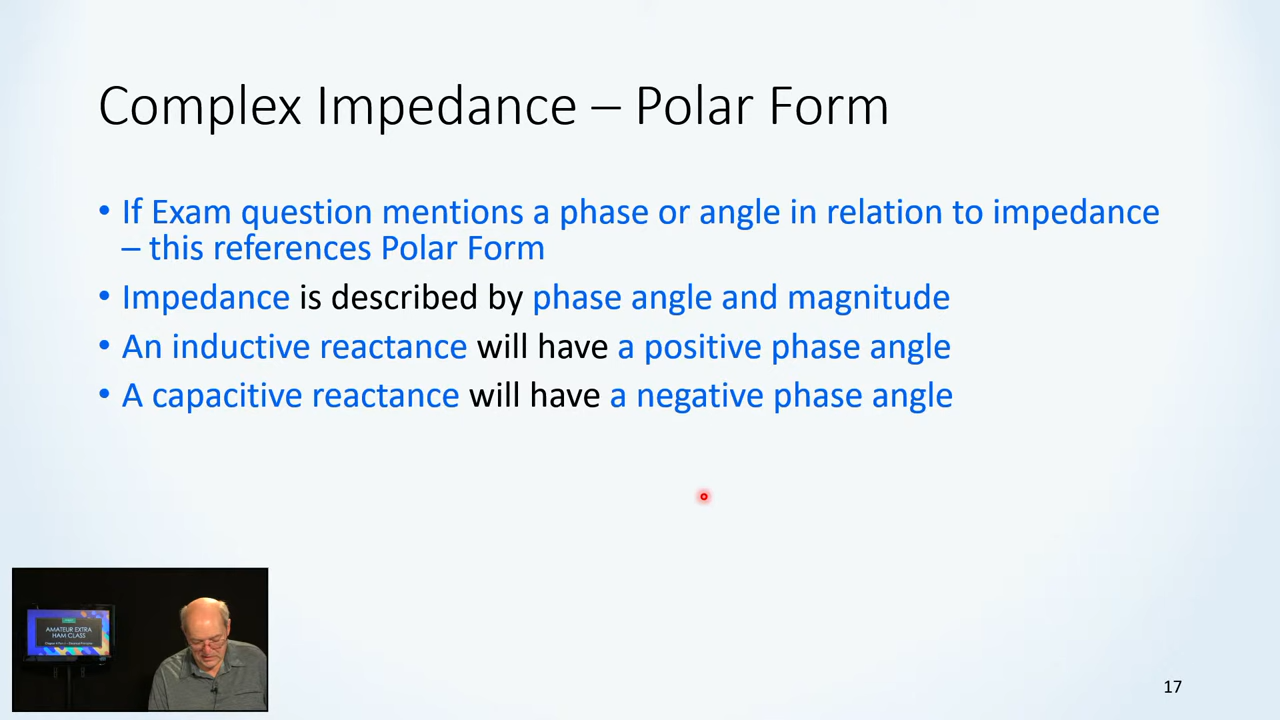 Complex Impedance – Polar Form
• If Exam question mentions a phase or angle in relation to impedance
– this references Polar Form
• Impedance is described by phase angle and magnitude
• An inductive reactance will have a positive phase angle
• A capacitive reactance will have a negative phase angle
AMATEUR EXTRA
HAM CLASS
17